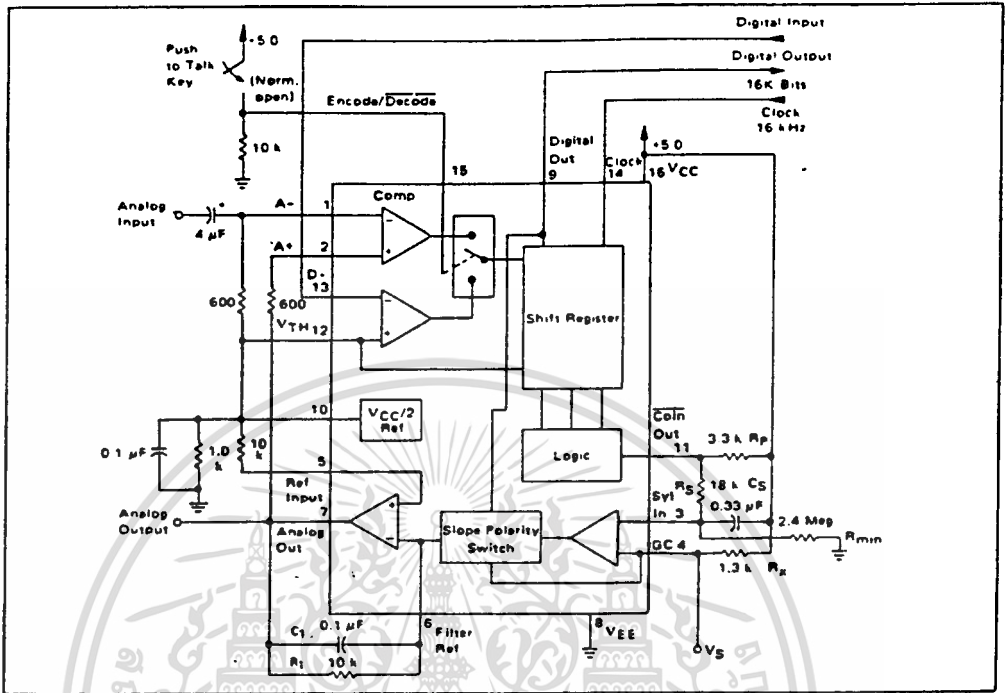 Digital Input
-5.0
Push
to Talk
Key
(Norm.
open)
Digital Output
16K Bits
Clock
16 kHz
Encode/Decode
+5.0
10 k
Digital
Out
15
9
Clock
14
16 VCC
Comp
Analog
Input
4 µF
A-
1
A+
2
D-
13
600
600
VTH 12
Shift Register
10
VCC/2
Ref
Coin
Out
11
3.3 k RP
0.1 µF
1.0
k
10
k
Logic
5
Ref
Input
RS
18 k CS
Syl
In 3
0.33 µF
2.4 Meg
Analog
Output
7
Analog
Out
Slope Polarity
Switch
GC 4
Rmin
1.3 k Rx
0.1 µF
C1
6
Filter
Ref
8 VEE
R1 10 k
VS